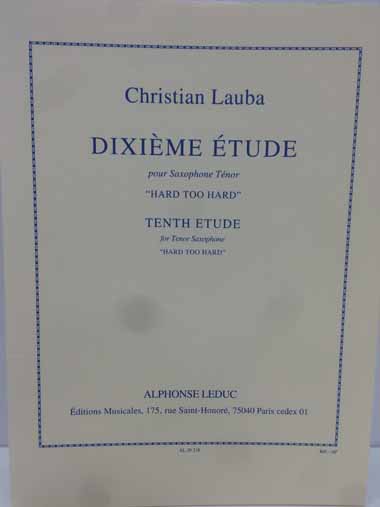 Christian Lauba
DIXIÈME ÉTUDE
pour Saxophone Ténor
"HARD TOO HARD"
TENTH ETUDE
for Tenor Saxophone
"HARD TOO HARD"
ALPHONSE LEDUC
Éditions Musicales, 175, rue Saint-Honoré, 75040 Paris cedex 01